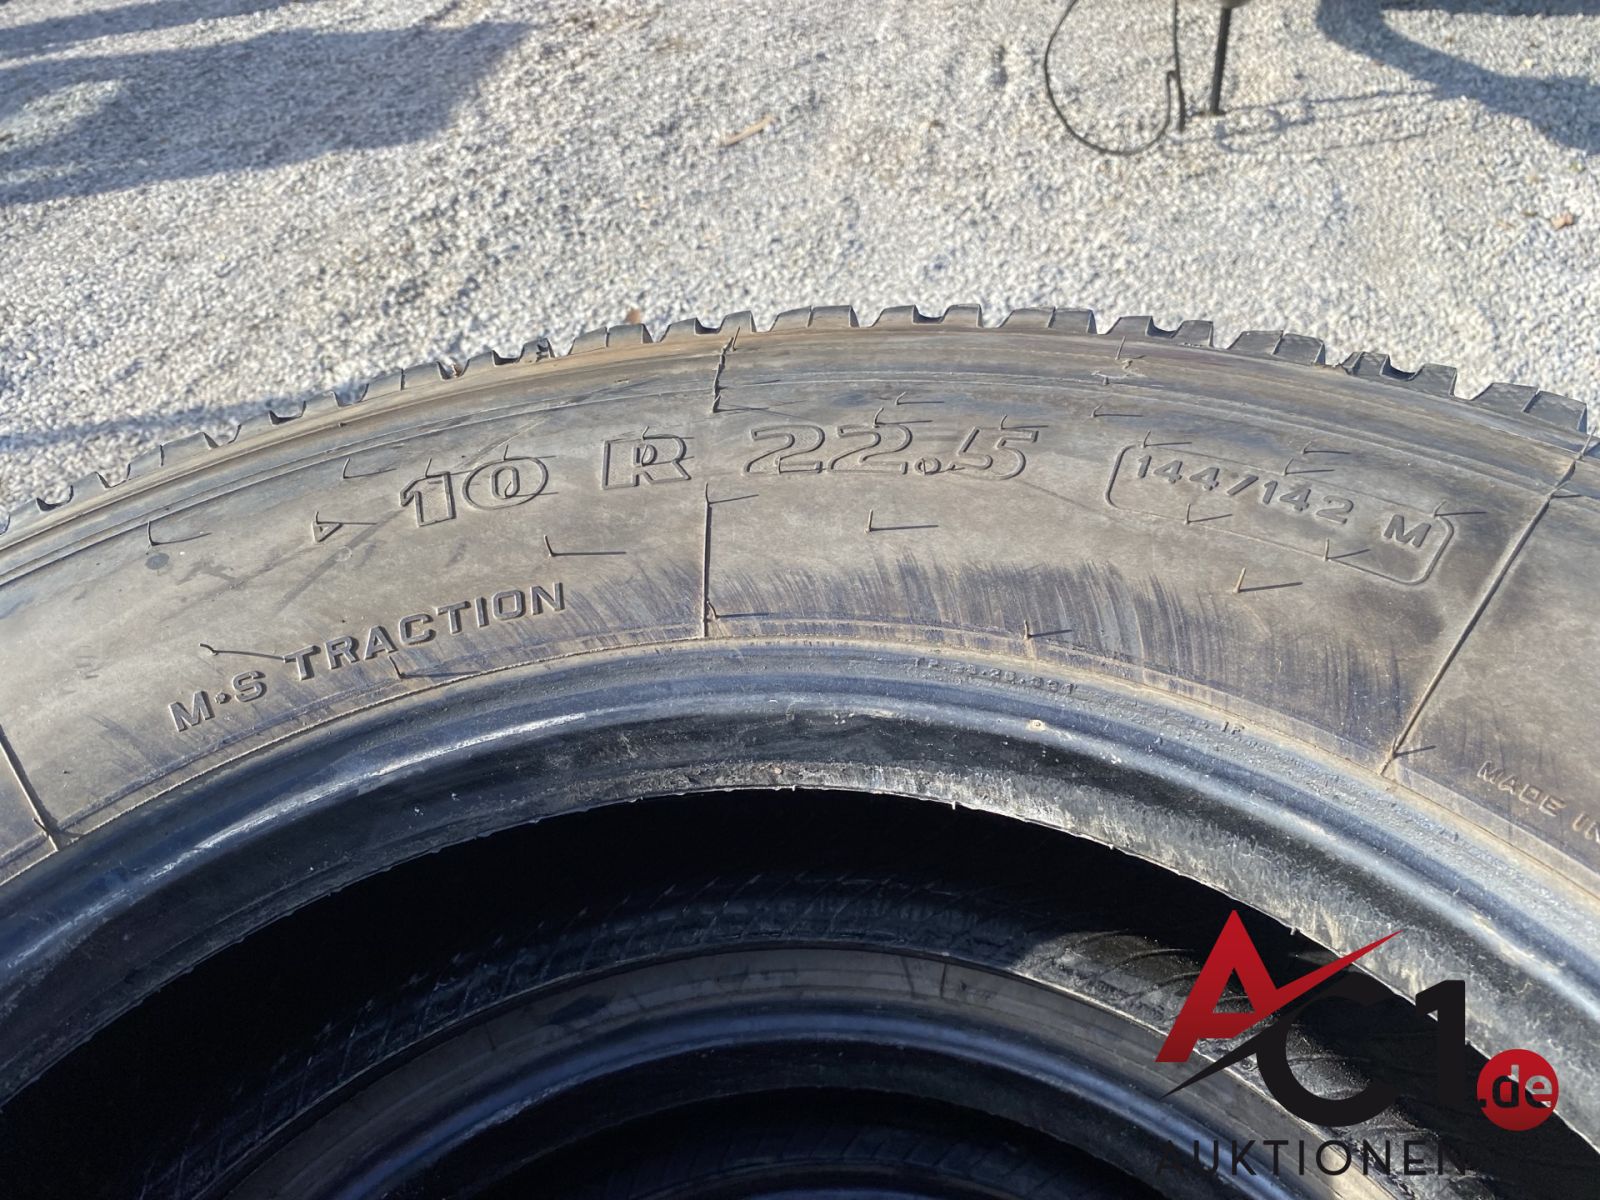 10 R 22.5
144/142 M
M·S TRACTION
MADE IN
AC1.de
AUKTIONEN